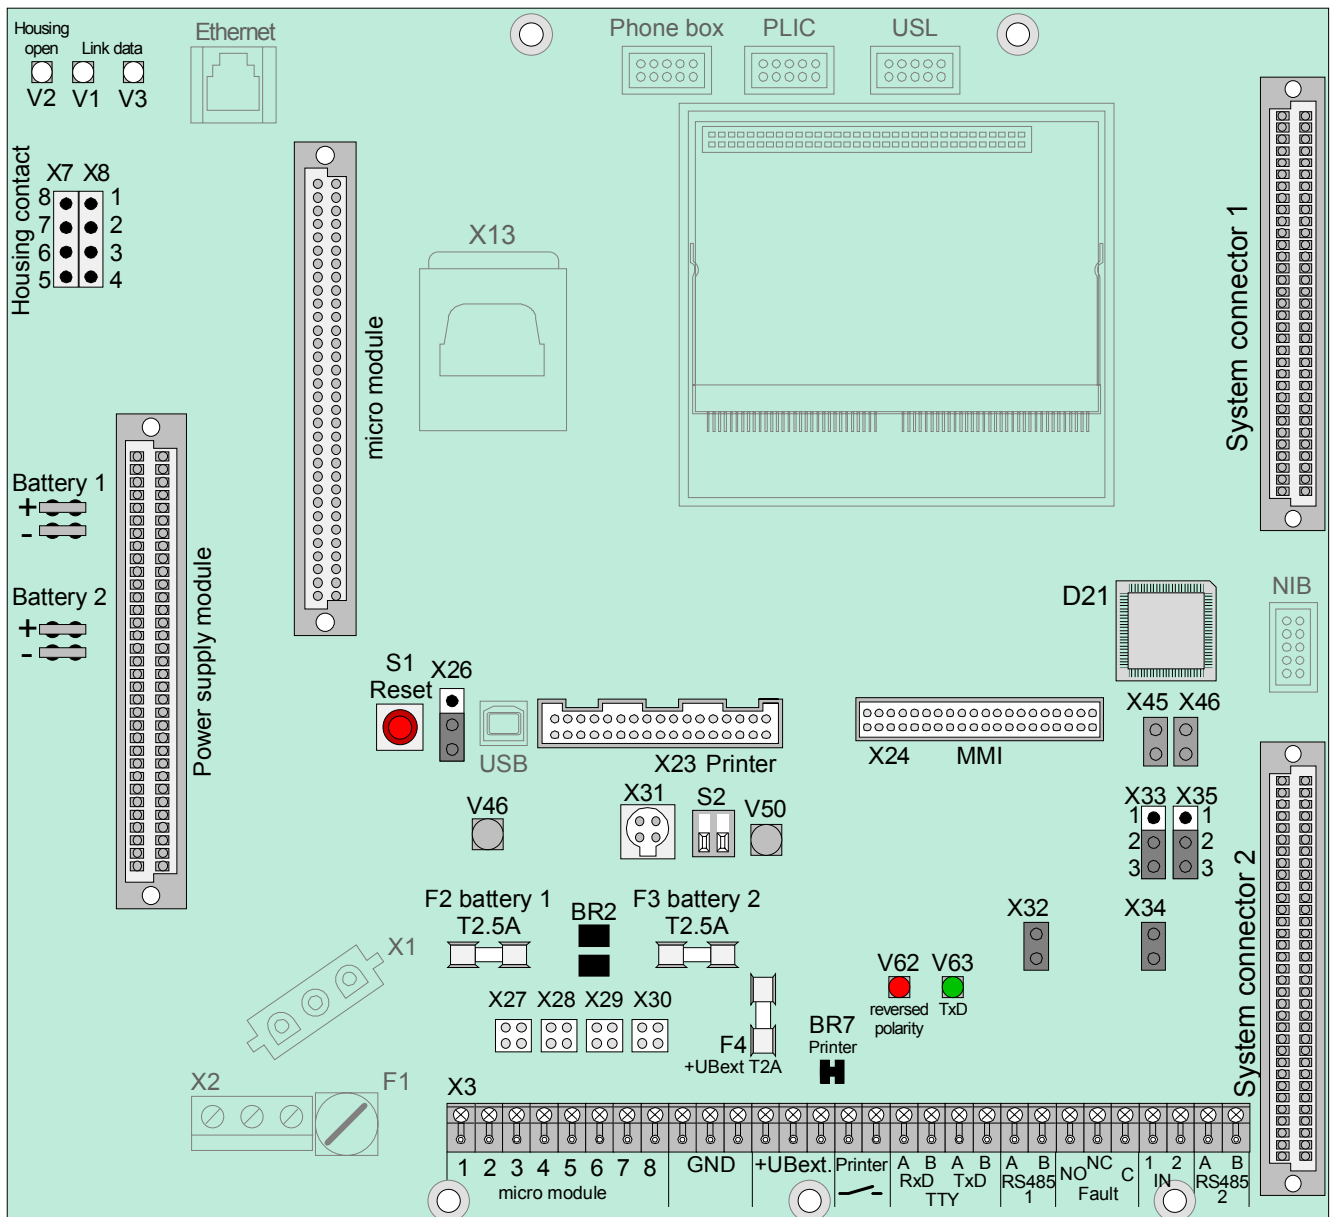 Housing
open
Link data
V2 V1 V3
Ethernet
Phone box PLIC USL
Housing contact
X7 X8
8 1
7 2
6 3
5 4
micro module
X13
System connector 1
Battery 1
+
-
Battery 2
+
-
Power supply module
D21
NIB
S1
Reset
X26
USB
X23 Printer
X24 MMI
X45 X46
V46
X31
S2
V50
X33 X35
1 1
2 2
3 3
System connector 2
F2 battery 1
T2.5A
BR2
F3 battery 2
T2.5A
X32
X34
X1
V62
reversed
polarity
V63
TxD
X27 X28 X29 X30
F4
+UBext T2A
BR7
Printer
X2
F1
X3
1 2 3 4 5 6 7 8
micro module
GND
+UBext.
Printer
A B A B
RxD TxD
TTY
A B
RS485
1
NO NC C
Fault
1 2
IN
A B
RS485
2